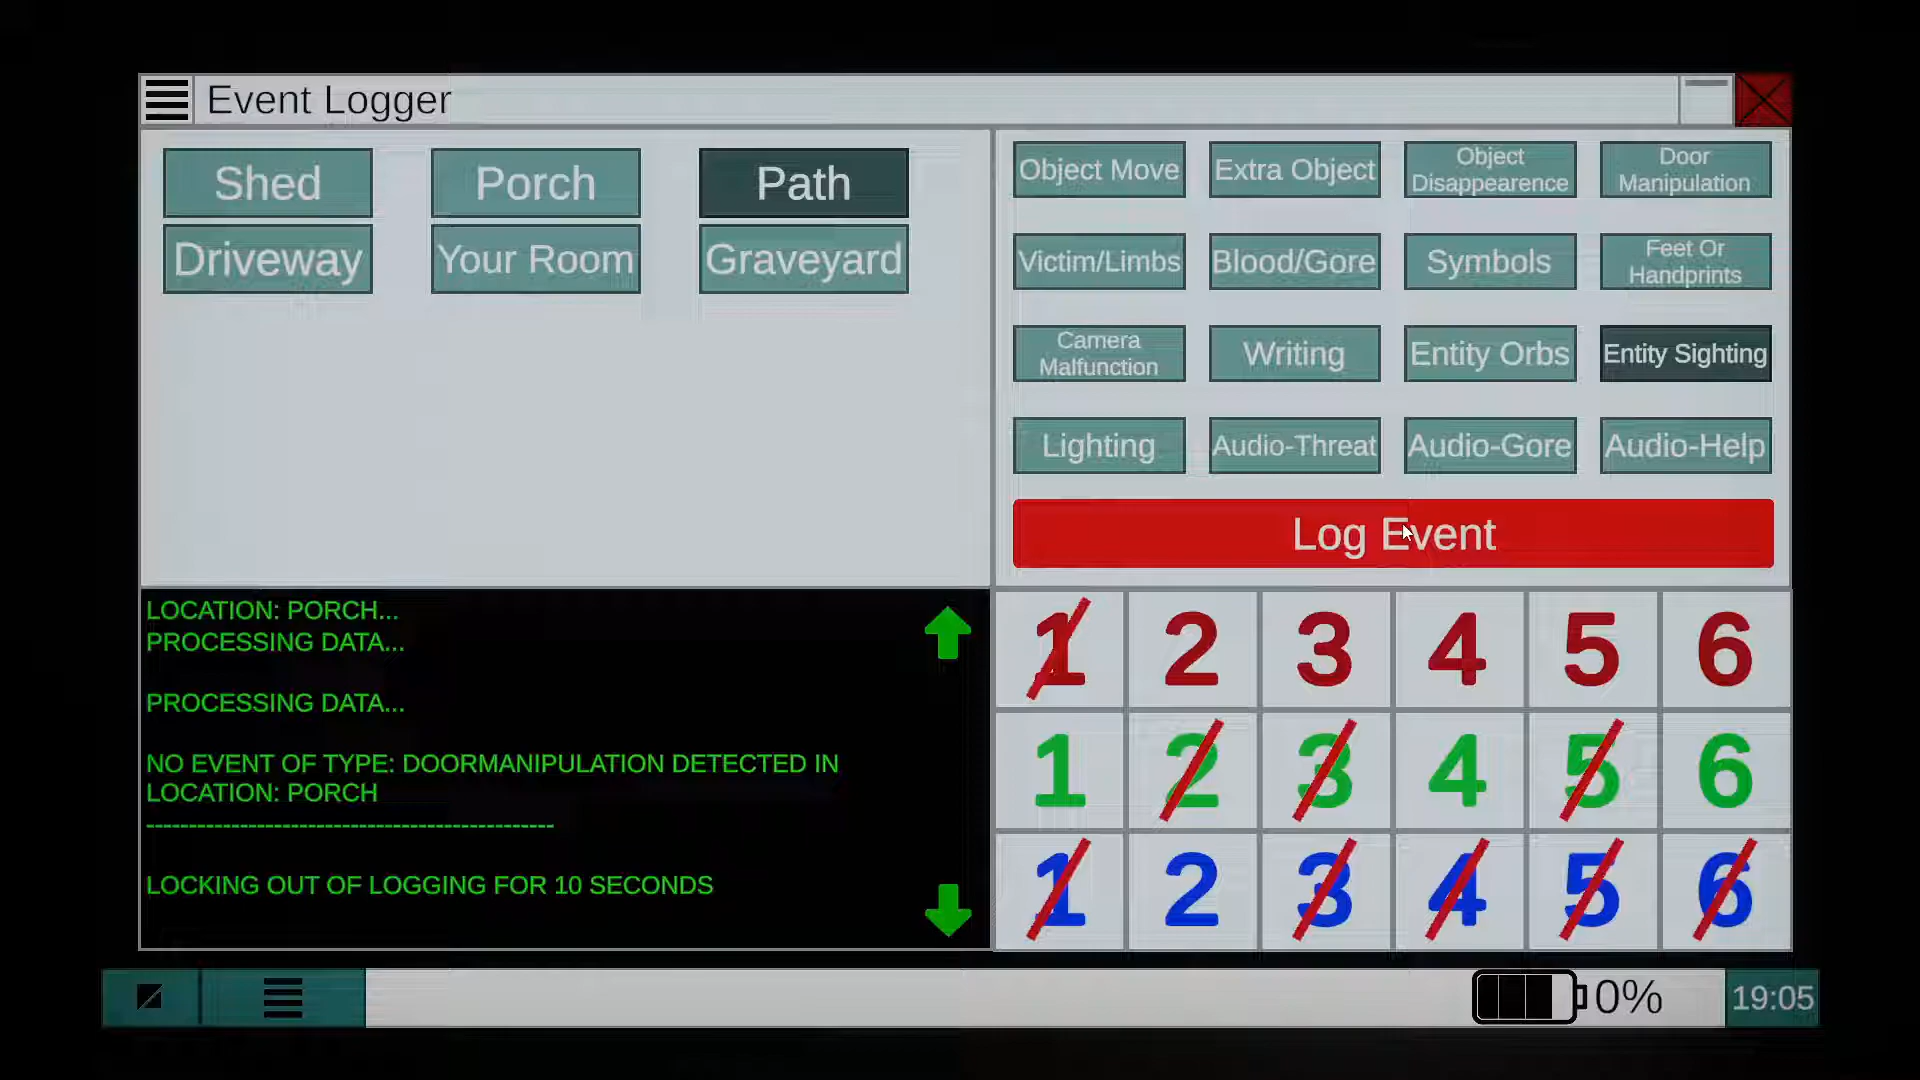 Event Logger
Shed Porch Path
Driveway Your Room Graveyard
Object Move Extra Object Object Disappearence Door Manipulation
Victim/Limbs Blood/Gore Symbols Feet Or Handprints
Camera Malfunction Writing Entity Orbs Entity Sighting
Lighting Audio-Threat Audio-Gore Audio-Help
Log Event
LOCATION: PORCH...
PROCESSING DATA...
PROCESSING DATA...
NO EVENT OF TYPE: DOORMANIPULATION DETECTED IN
LOCATION: PORCH
------------------------------------------------
LOCKING OUT OF LOGGING FOR 10 SECONDS
1 2 3 4 5 6
1 2 3 4 5 6
1 2 3 4 5 6
0% 19:05